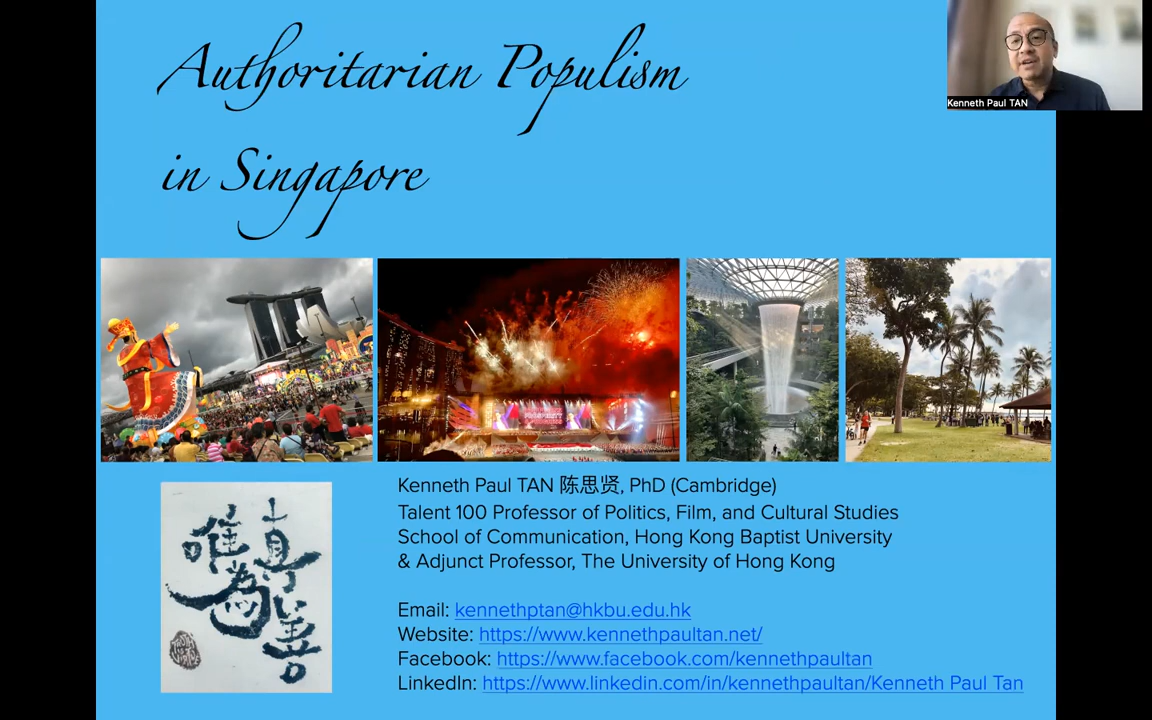 Authoritarian Populism
in Singapore
Kenneth Paul TAN
Kenneth Paul TAN 陈思贤, PhD (Cambridge)
Talent 100 Professor of Politics, Film, and Cultural Studies
School of Communication, Hong Kong Baptist University
& Adjunct Professor, The University of Hong Kong
Email: kennethptan@hkbu.edu.hk
Website: https://www.kennethpaultan.net/
Facebook: https://www.facebook.com/kennethpaultan
LinkedIn: https://www.linkedin.com/in/kennethpaultan/Kenneth Paul Tan
唯
為善